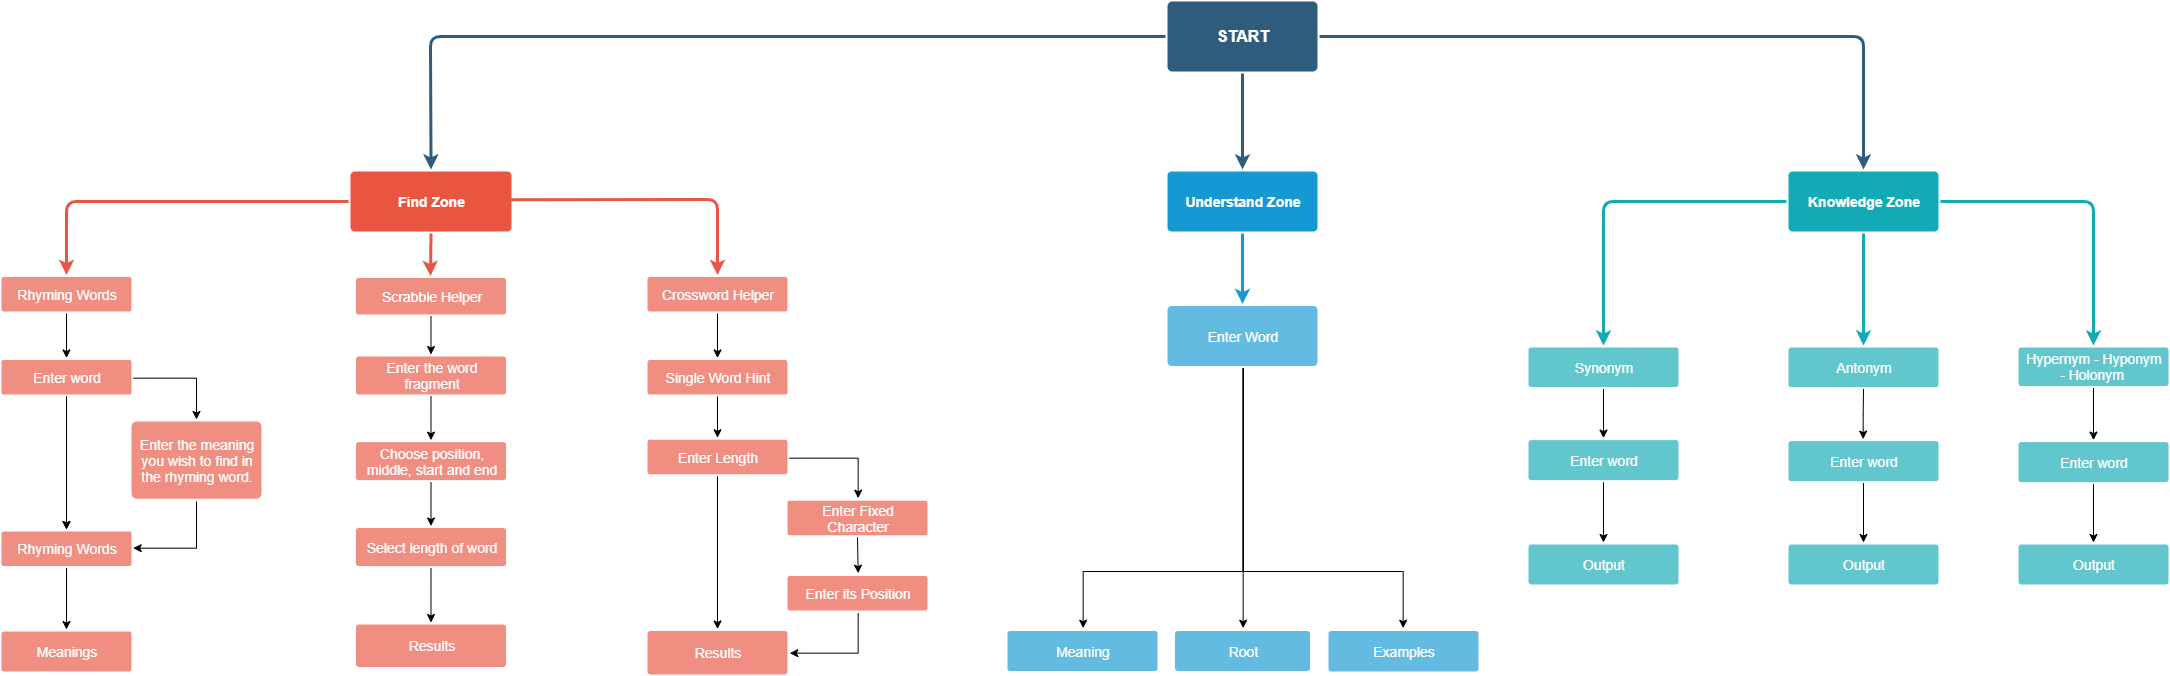 START
Find Zone
Understand Zone
Knowledge Zone
Rhyming Words
Scrabble Helper
Crossword Helper
Enter Word
Synonym
Antonym
Hypernym - Hyponym
- Holonym
Enter word
Enter the word
fragment
Single Word Hint
Enter the meaning
you wish to find in
the rhyming word.
Choose position,
middle, start and end
Enter Length
Enter word
Enter word
Enter word
Enter Fixed
Character
Rhyming Words
Select length of word
Output
Output
Output
Enter its Position
Meanings
Results
Results
Meaning
Root
Examples